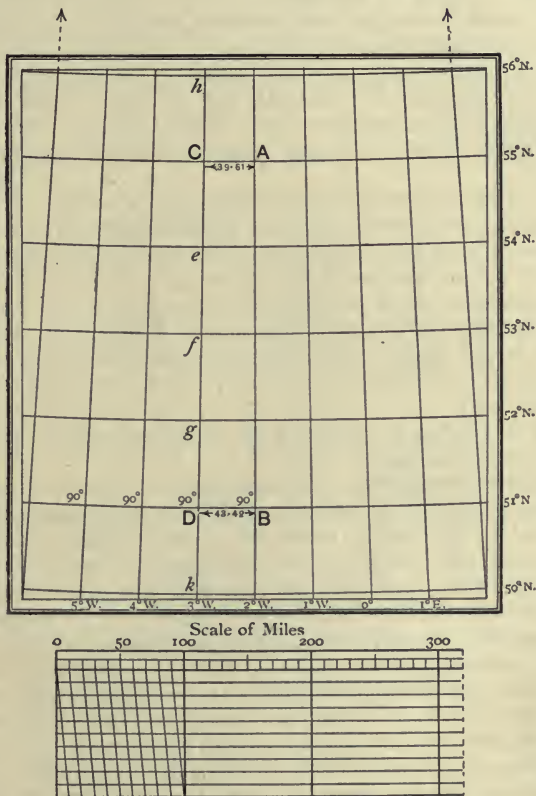 56°N.
h
C A
55°N.
39·61
54°N.
e
53°N.
f
52°N.
g
90° 90° 90° 90°
51°N
D 43·42 B
k
50°N.
5°W. 4°W. 3°W. 2°W. 1°W. 0° 1°E.
Scale of Miles
0 50 100 200 300